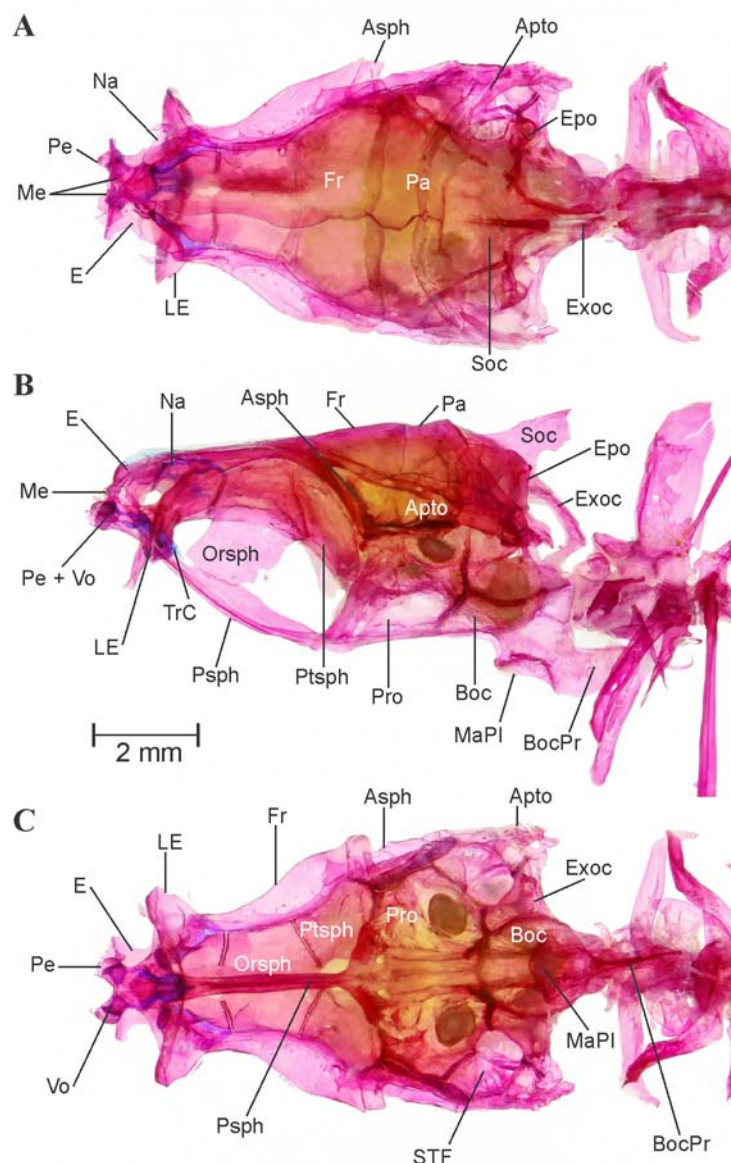 A
Asph
Apto
Na
Epo
Pe
Fr
Pa
Me
E
LE
Soc
Exoc
B
Asph
Fr
Pa
Na
Soc
E
Epo
Me
Apto
Exoc
Orsph
Pe + Vo
TrC
LE
Psph
Ptsph
Pro
Boc
MaPl
BocPr
2 mm
C
Asph
Apto
Fr
LE
Exoc
E
Pro
Ptsph
Boc
Pe
Orsph
MaPl
Vo
Psph
STF
BocPr